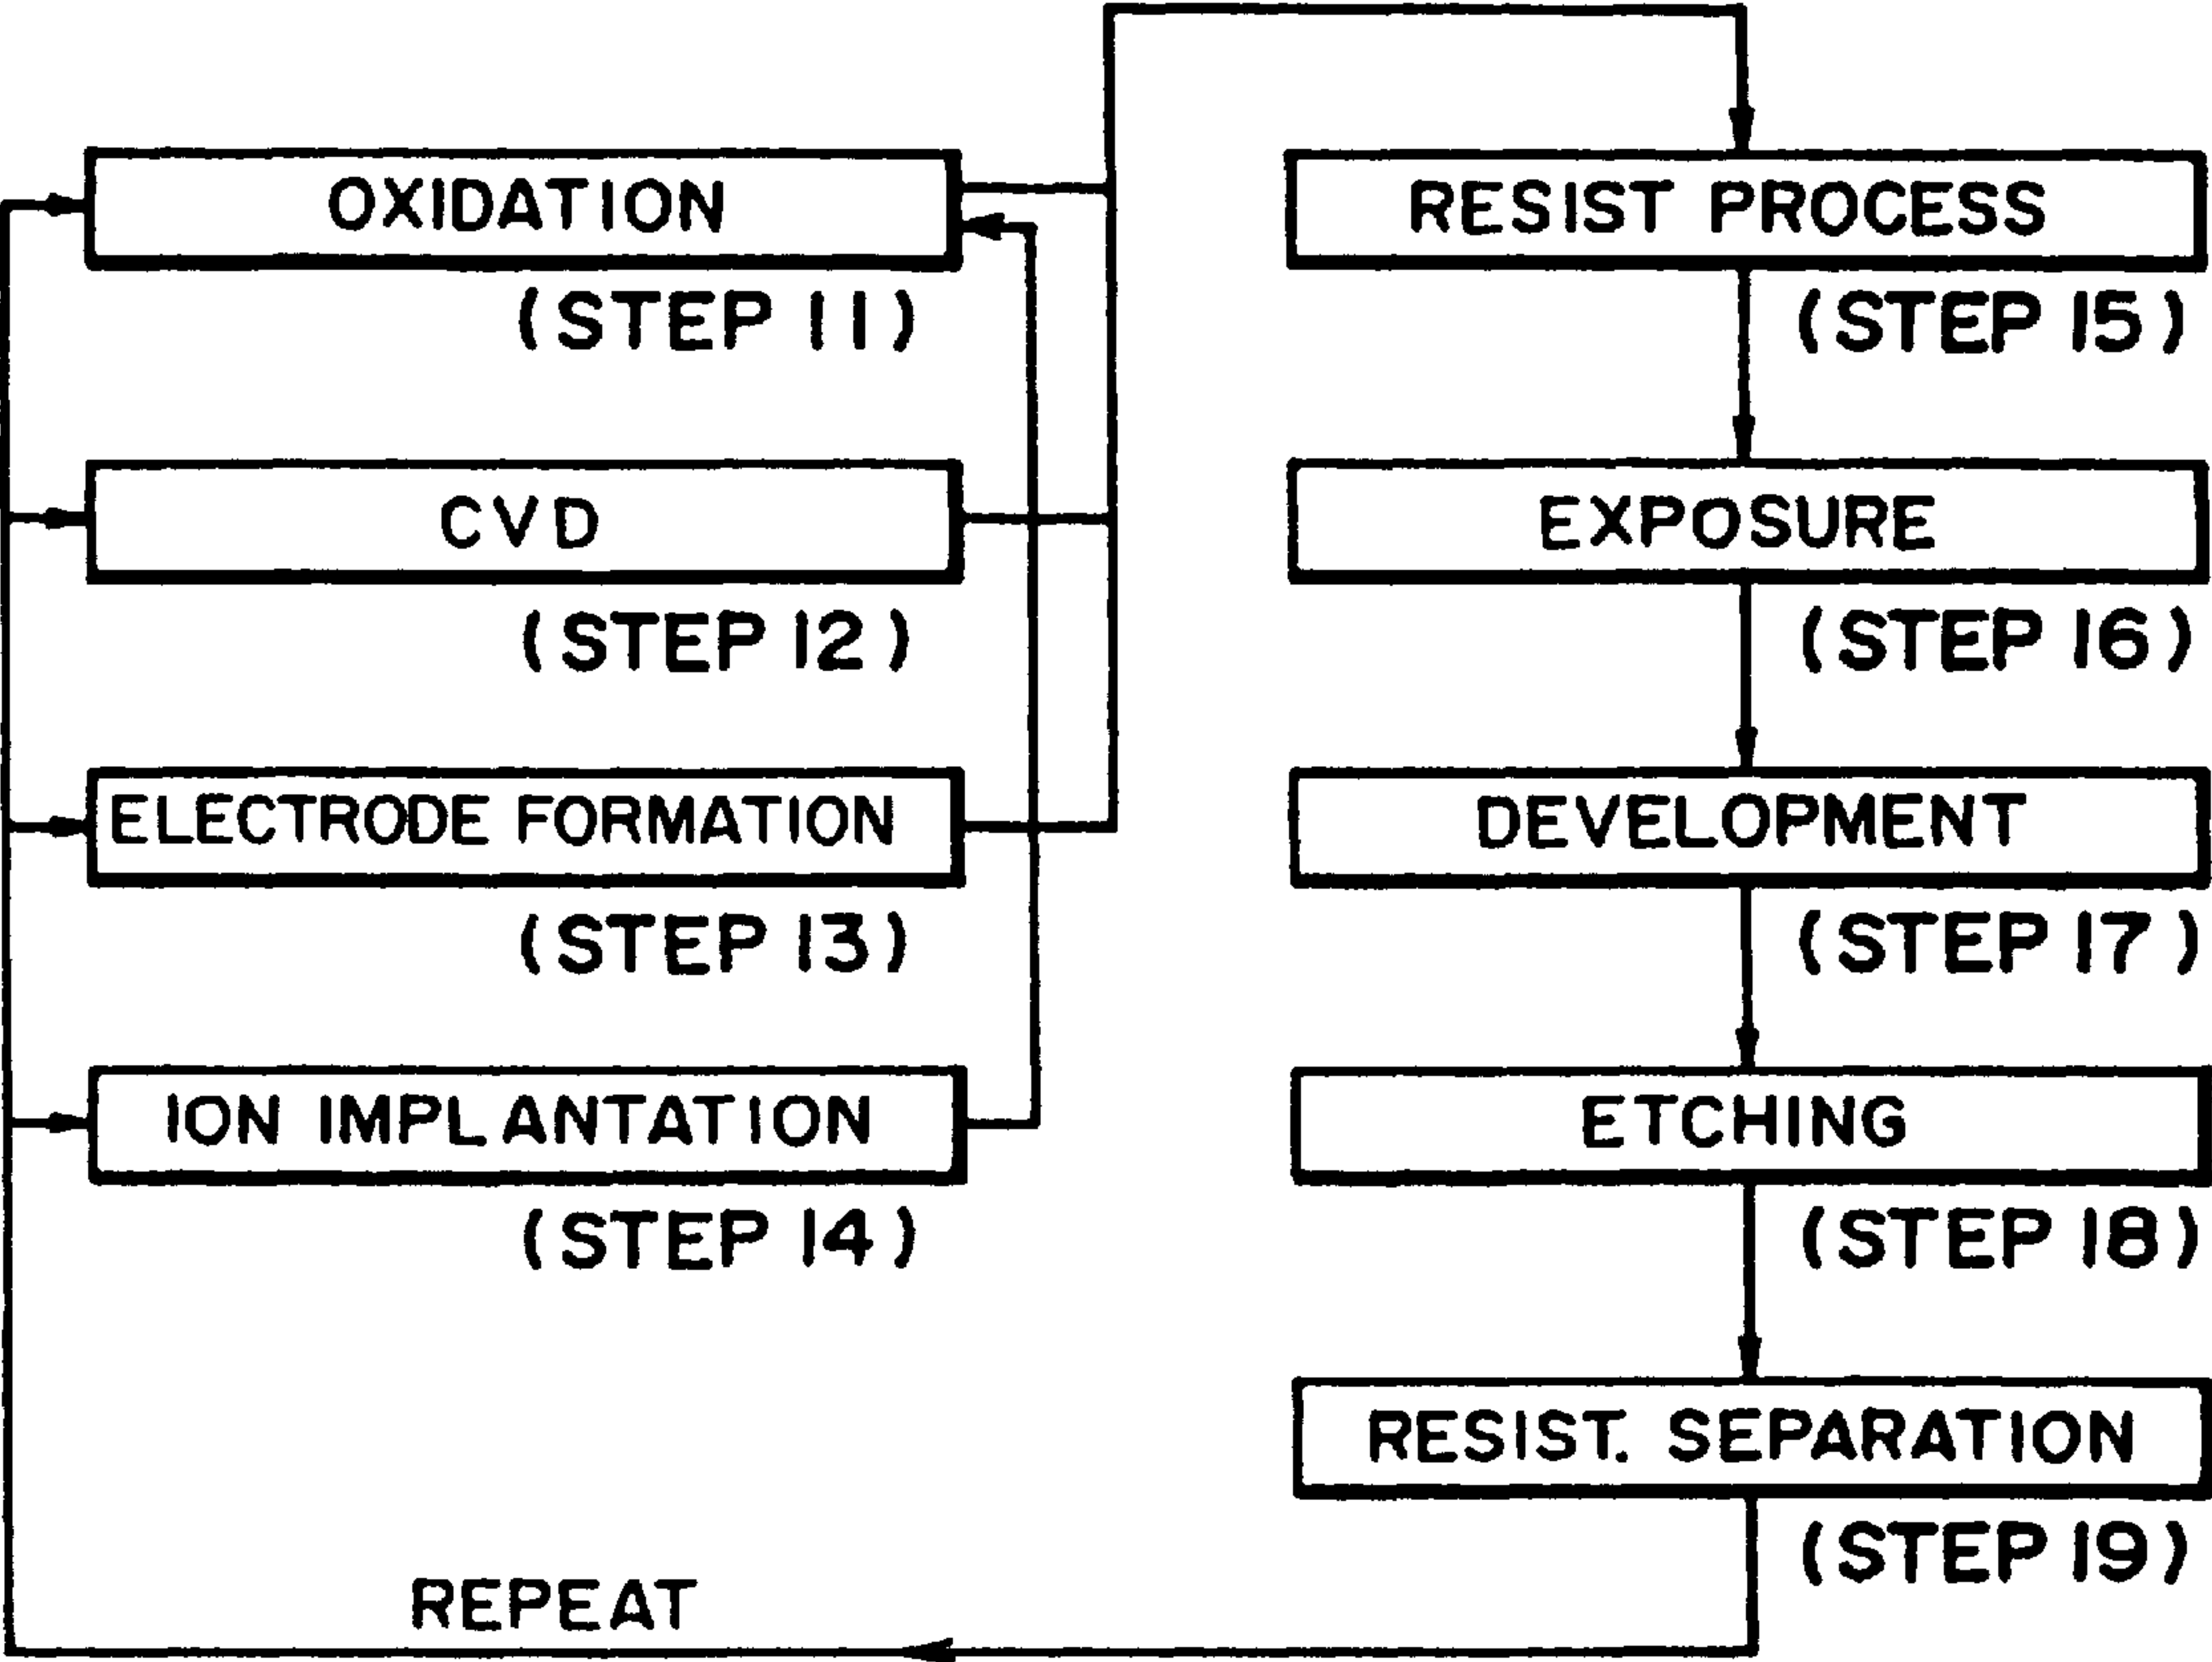 OXIDATION
(STEP 11)
CVD
(STEP 12)
ELECTRODE FORMATION
(STEP 13)
ION IMPLANTATION
(STEP 14)
RESIST PROCESS
(STEP 15)
EXPOSURE
(STEP 16)
DEVELOPMENT
(STEP 17)
ETCHING
(STEP 18)
RESIST. SEPARATION
(STEP 19)
REPEAT